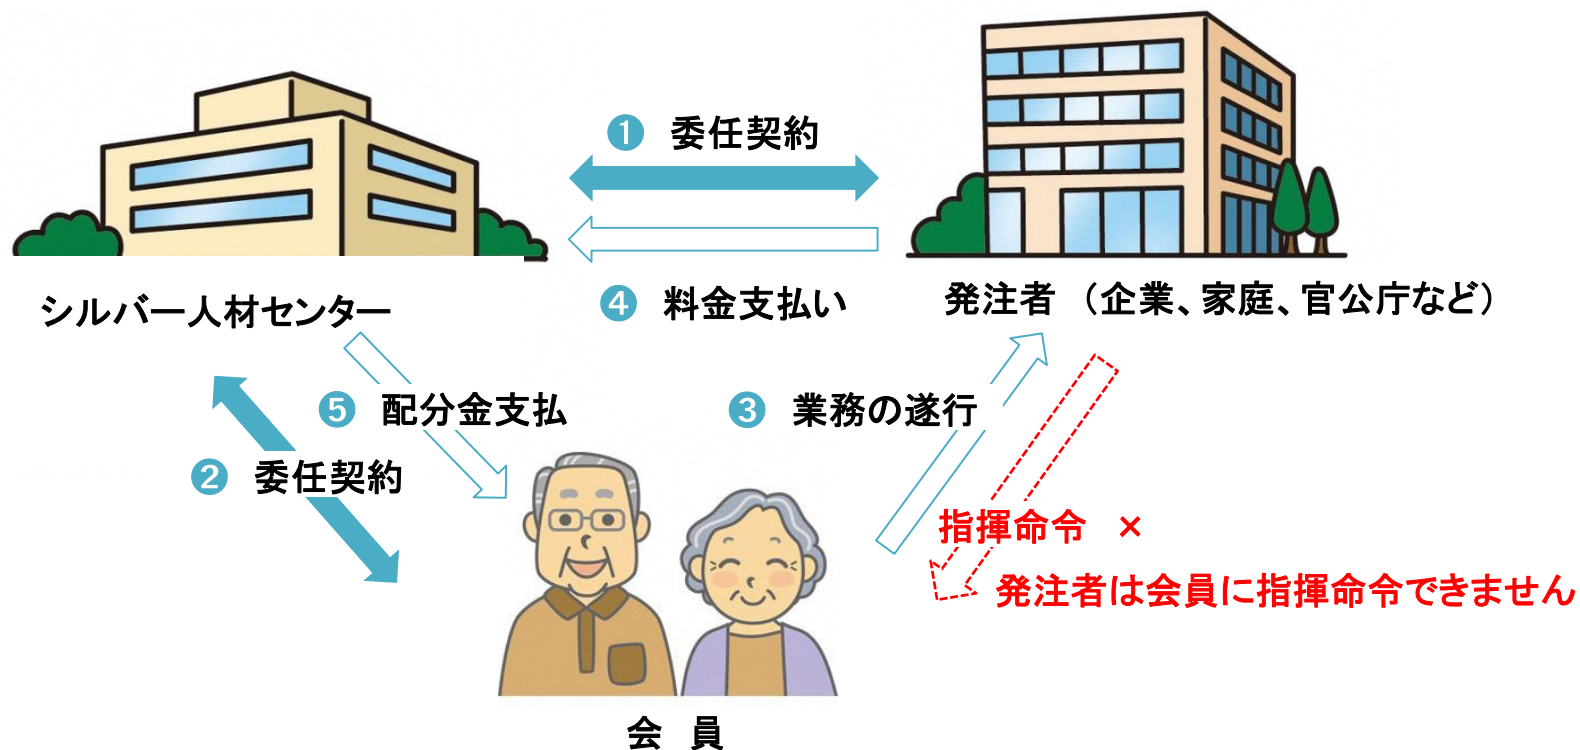 ❶ 委任契約
シルバー人材センター
❹ 料金支払い
発注者 （企業、家庭、官公庁など）
❺ 配分金支払
❸ 業務の遂行
❷ 委任契約
指揮命令 ×
発注者は会員に指揮命令できません
会 員